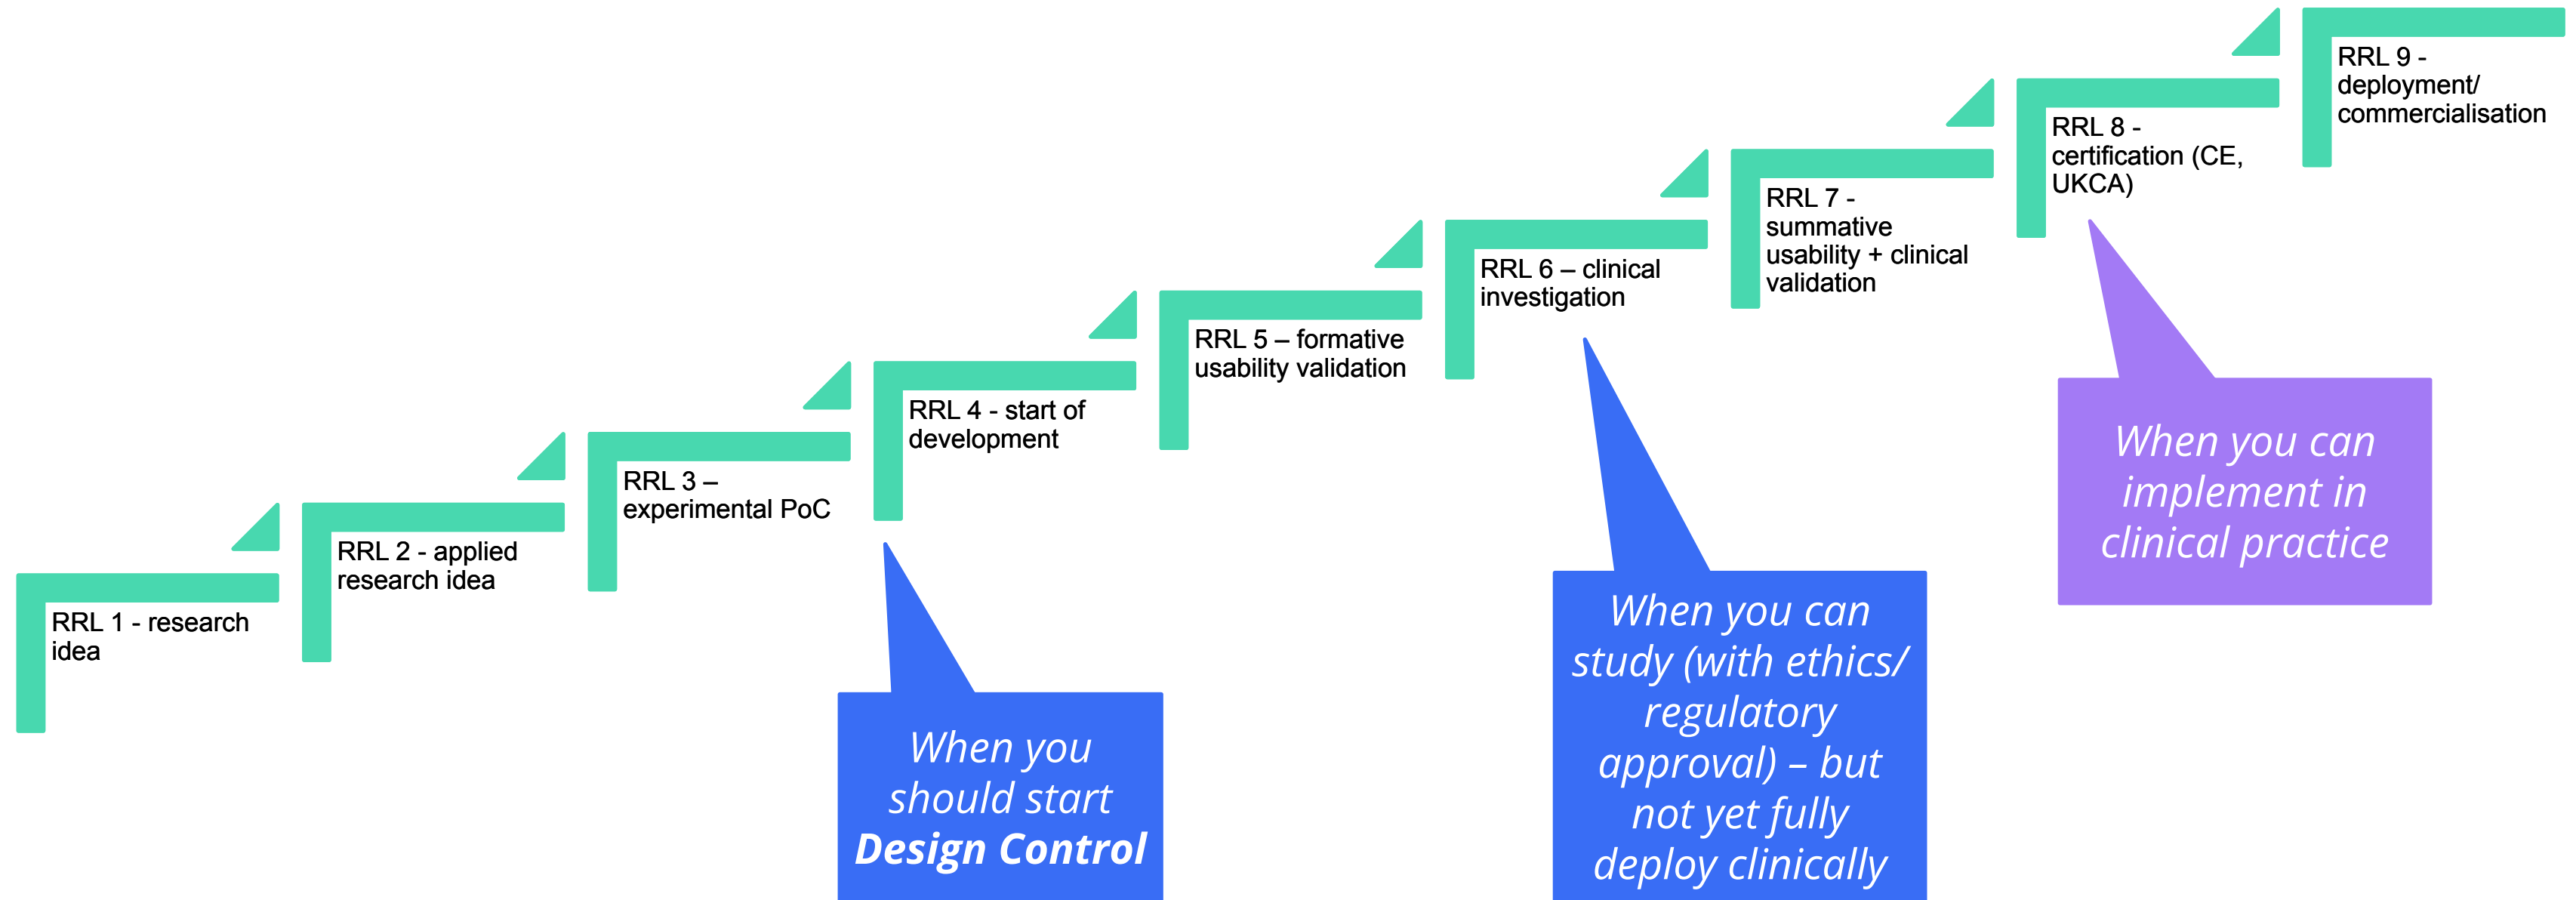 RRL 1 - research
idea
RRL 2 - applied
research idea
RRL 3 –
experimental PoC
RRL 4 - start of
development
RRL 5 – formative
usability validation
RRL 6 – clinical
investigation
RRL 7 -
summative
usability + clinical
validation
RRL 8 -
certification (CE,
UKCA)
RRL 9 -
deployment/
commercialisation
When you
should start
Design Control
When you can
study (with ethics/
regulatory
approval) – but
not yet fully
deploy clinically
When you can
implement in
clinical practice